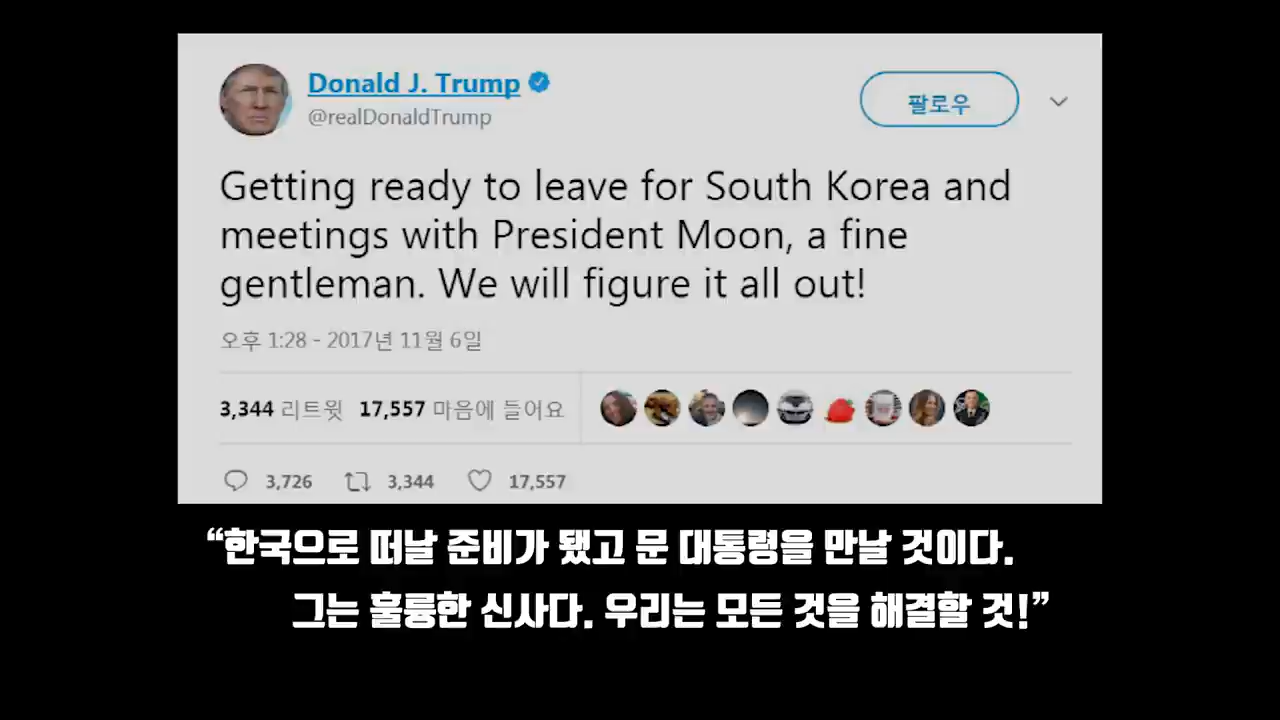 Donald J. Trump
@realDonaldTrump
팔로우
Getting ready to leave for South Korea and
meetings with President Moon, a fine
gentleman. We will figure it all out!
오후 1:28 - 2017년 11월 6일
3,344 리트윗 17,557 마음에 들어요
3,726 3,344 17,557
“한국으로 떠날 준비가 됐고 문 대통령을 만날 것이다.
그는 훌륭한 신사다. 우리는 모든 것을 해결할 것!”